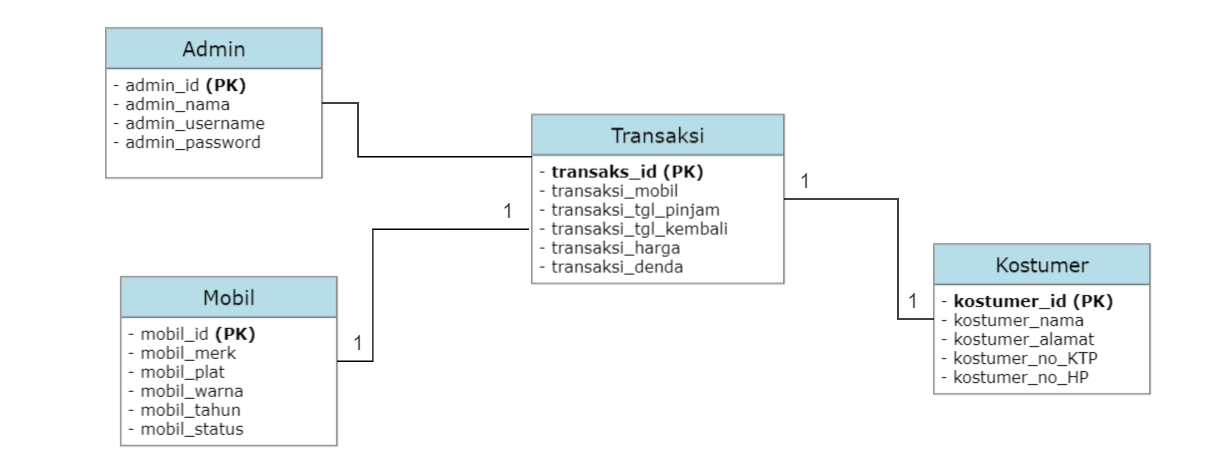 Admin
- admin_id (PK)
- admin_nama
- admin_username
- admin_password
Transaksi
- transaks_id (PK)
- transaksi_mobil
- transaksi_tgl_pinjam
- transaksi_tgl_kembali
- transaksi_harga
- transaksi_denda
1
1
Mobil
- mobil_id (PK)
- mobil_merk
- mobil_plat
- mobil_warna
- mobil_tahun
- mobil_status
1
Kostumer
- kostumer_id (PK)
- kostumer_nama
- kostumer_alamat
- kostumer_no_KTP
- kostumer_no_HP
1